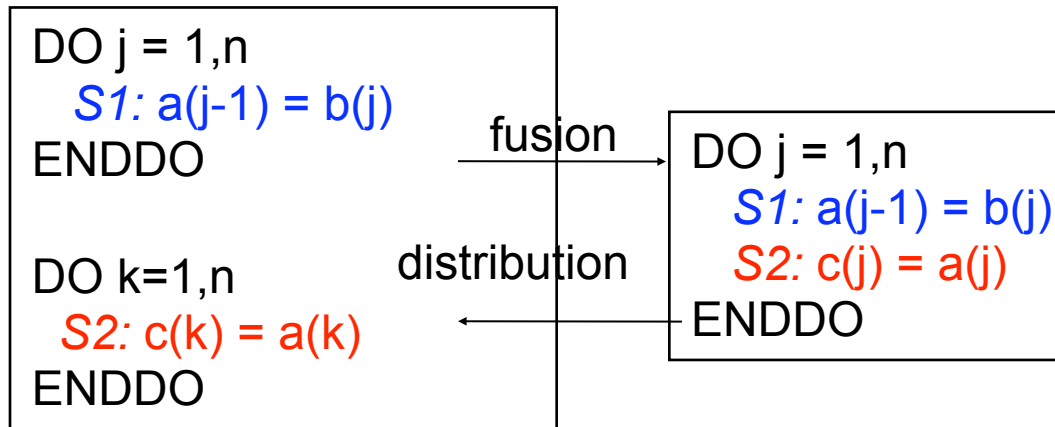 DO j = 1,n
S1: a(j-1) = b(j)
ENDDO
DO k=1,n
S2: c(k) = a(k)
ENDDO
fusion
distribution
DO j = 1,n
S1: a(j-1) = b(j)
S2: c(j) = a(j)
ENDDO